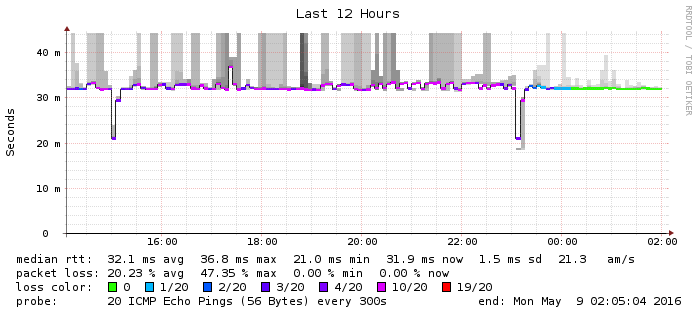 Last 12 Hours
RRDTOOL / TOBI OETIKER
Seconds
40 m
30 m
20 m
10 m
0
16:00 18:00 20:00 22:00 00:00 02:00
median rtt: 32.1 ms avg 36.8 ms max 21.0 ms min 31.9 ms now 1.5 ms sd 21.3 am/s
packet loss: 20.23 % avg 47.35 % max 0.00 % min 0.00 % now
loss color: 0 1/20 2/20 3/20 4/20 10/20 19/20
probe: 20 ICMP Echo Pings (56 Bytes) every 300s end: Mon May 9 02:05:04 2016